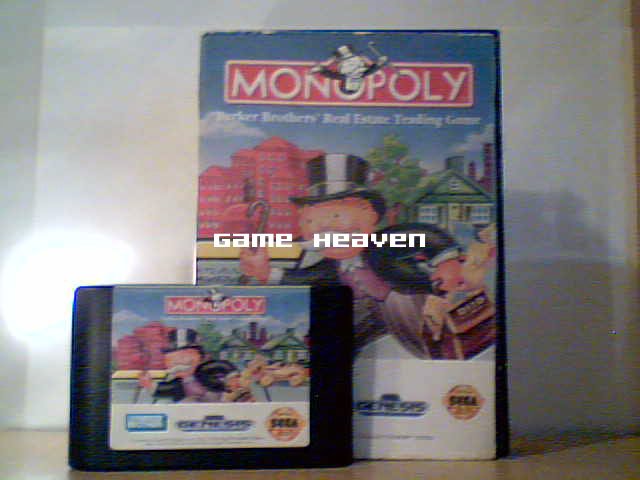 MONOPOLY
Parker Brothers' Real Estate Trading Game
GAME HEAVEN
MONOPOLY
GENESIS
SEGA
GENESIS
SEGA